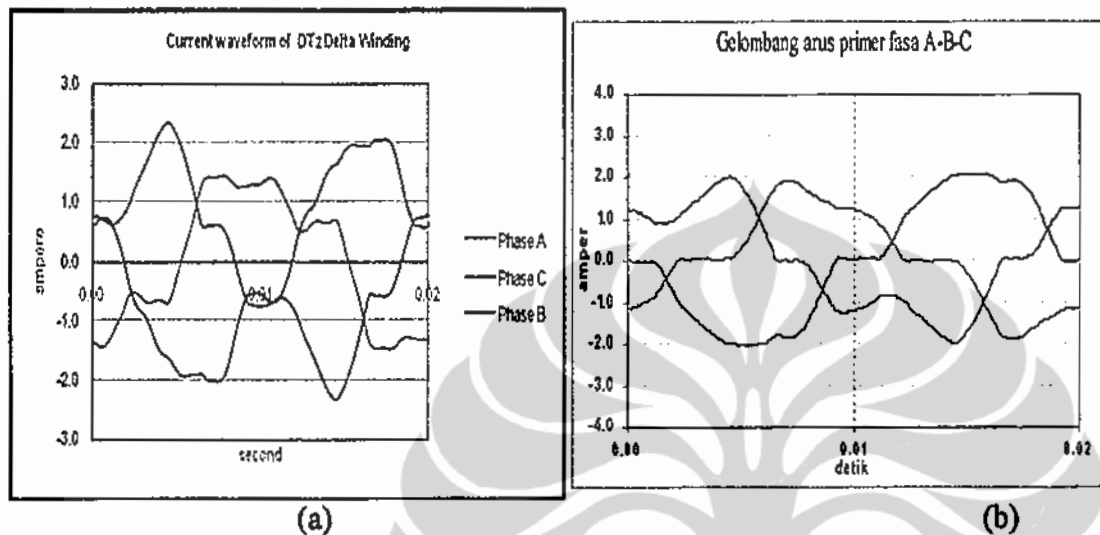 Current waveform of DT2 Delta Winding
3.0
2.0
1.0
0.0
-1.0
-2.0
-3.0
ampere
0.00
0.01
0.02
second
Phase A
Phase C
Phase B
(a)
Gelombang arus primer fasa A-B-C
4.0
3.0
2.0
1.0
0.0
-1.0
-2.0
-3.0
-4.0
amper
0.00
0.01
0.02
detik
(b)